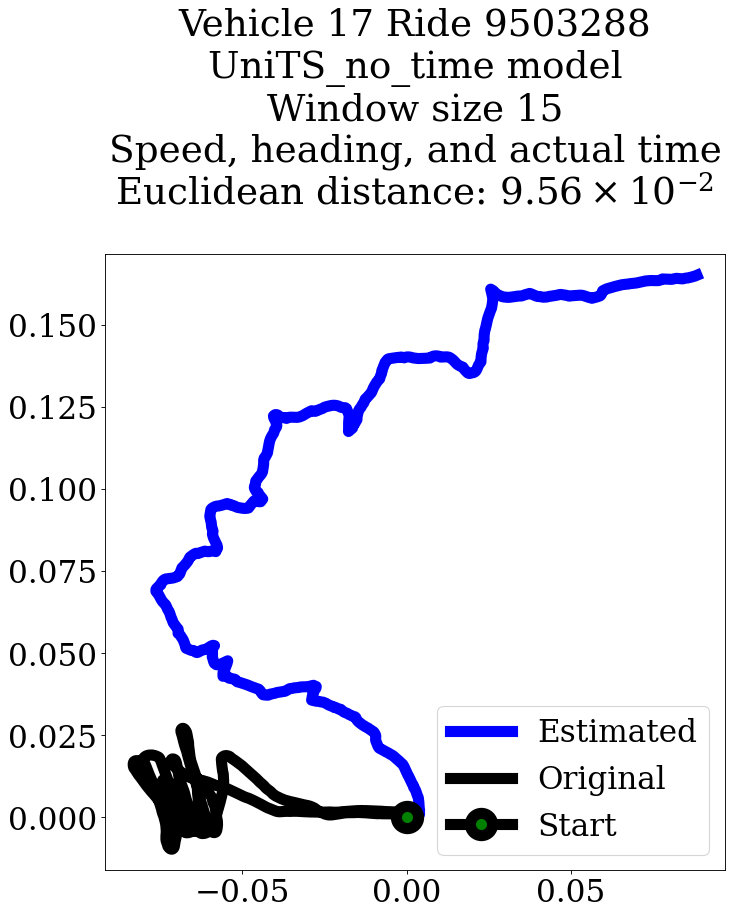 Vehicle 17 Ride 9503288
UniTS_no_time model
Window size 15
Speed, heading, and actual time
Euclidean distance: 9.56 × 10⁻²
0.150
0.125
0.100
0.075
0.050
0.025
0.000
Estimated
Original
Start
−0.05 0.00 0.05